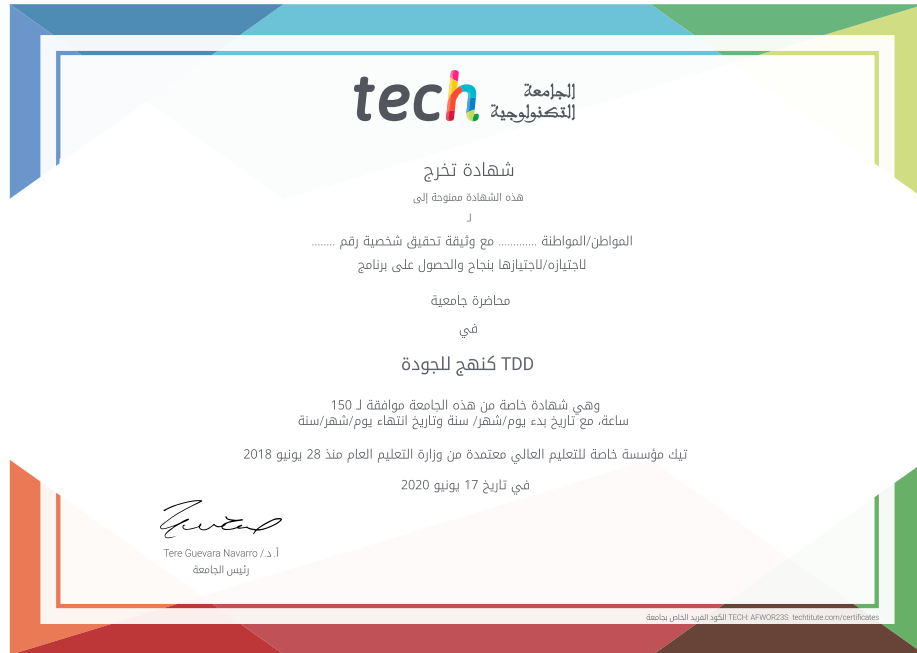 tech الجامعة
التكنولوجية
شهادة تخرج
هذه الشهادة ممنوحة إلى
لـ
المواطن/المواطنة ............. مع وثيقة تحقيق شخصية رقم ........
لاجتيازه/لاجتيازها بنجاح والحصول على برنامج
محاضرة جامعية
في
TDD كنهج للجودة
وهي شهادة خاصة من هذه الجامعة موافقة لـ 150
ساعة، مع تاريخ بدء يوم/شهر/ سنة وتاريخ انتهاء يوم/شهر/سنة
تيك مؤسسة خاصة للتعليم العالي معتمدة من وزارة التعليم العام منذ 28 يونيو 2018
في تاريخ 17 يونيو 2020
أ. د./ Tere Guevara Navarro
رئيس الجامعة
الكود الفريد الخاص بجامعة TECH: AFWOR23S techtitute.com/certificates